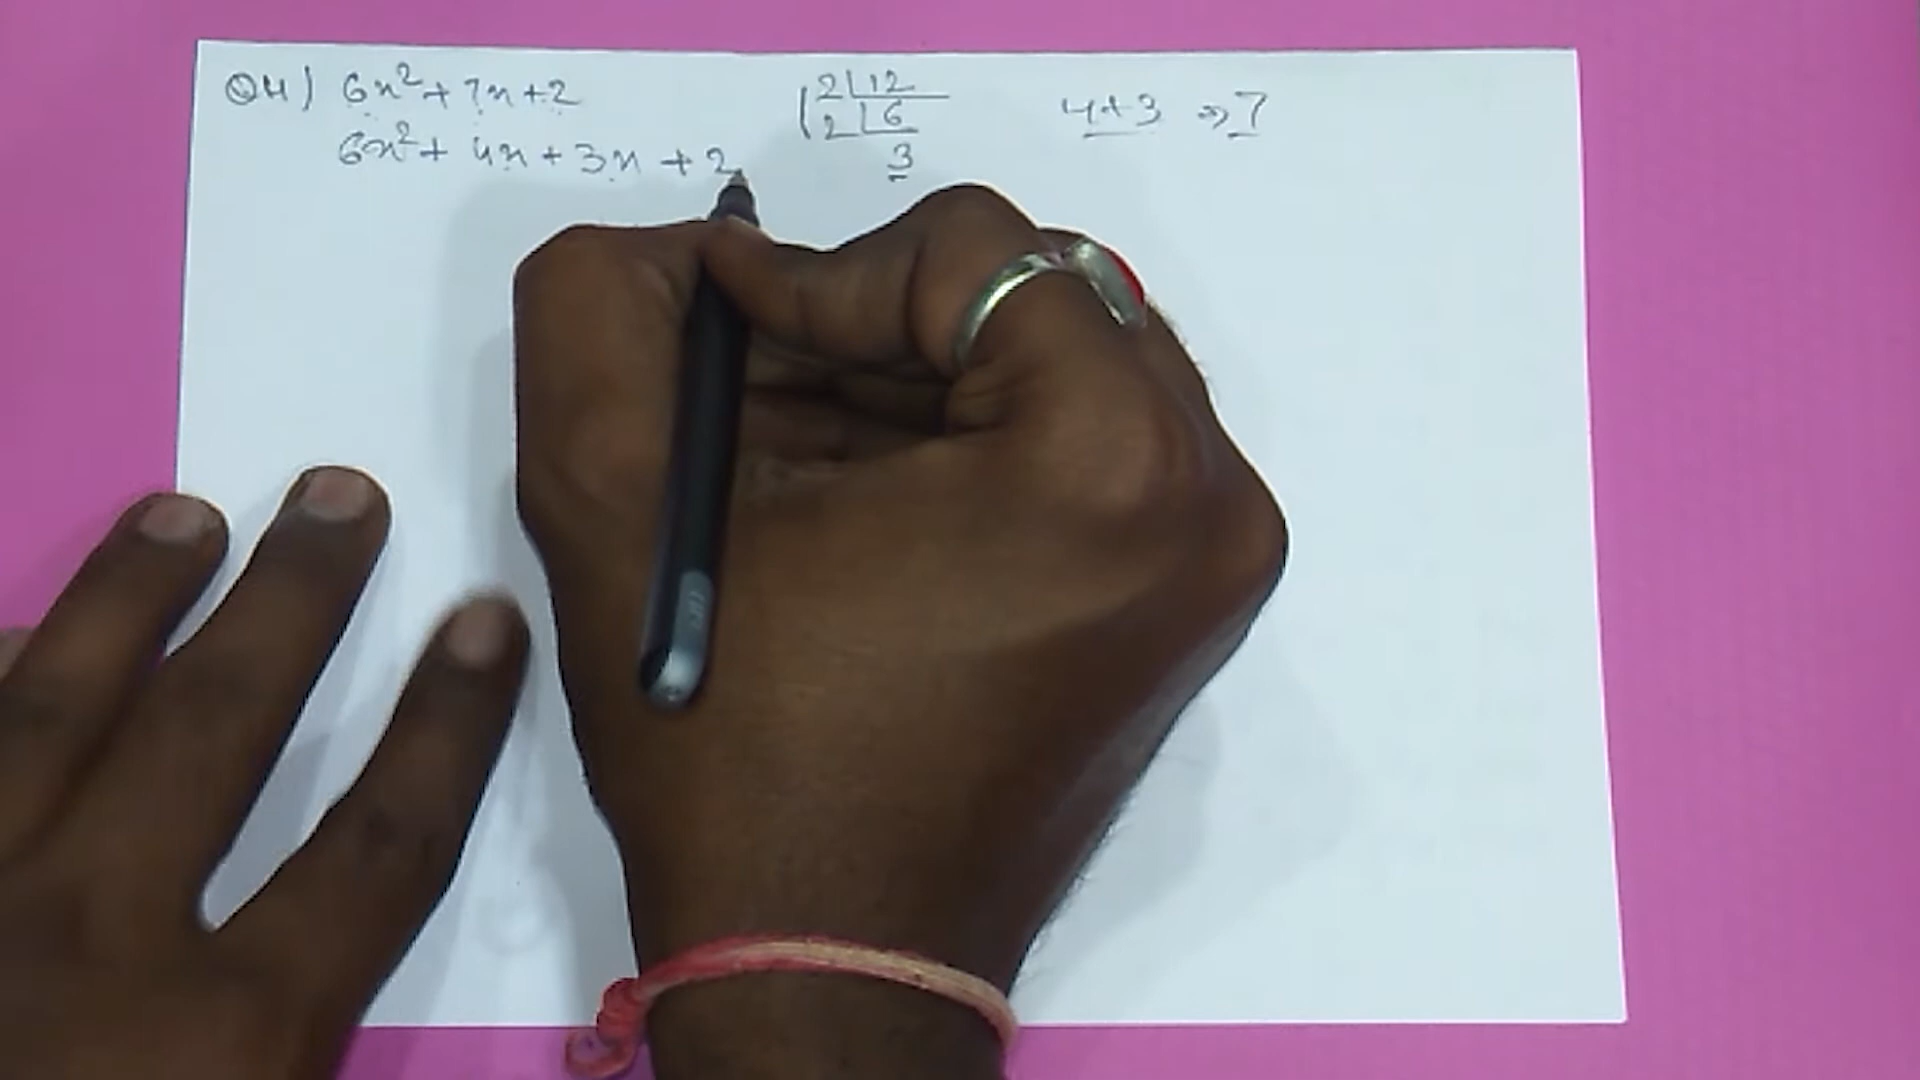 Q4) 6x²+7x+2
6x²+ 4x + 3x + 2
2 12
2 6
3
4+3 => 7